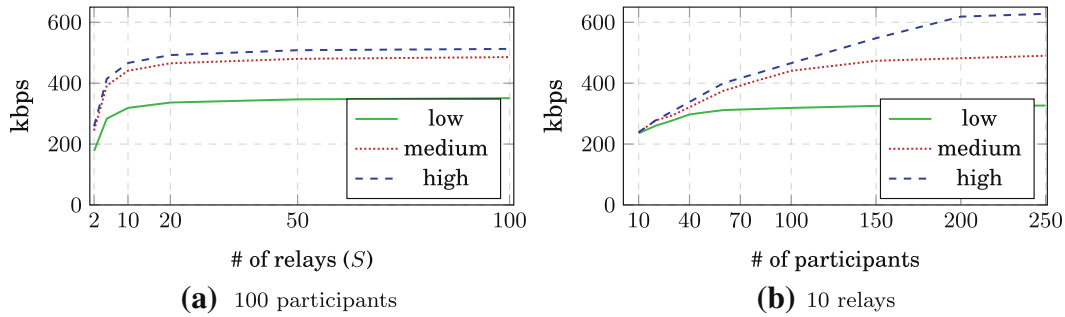 600
400
200
0
kbps
2
10
20
50
100
low
medium
high
# of relays (S)
(a) 100 participants
600
400
200
0
kbps
10
40
70
100
150
200
250
low
medium
high
# of participants
(b) 10 relays